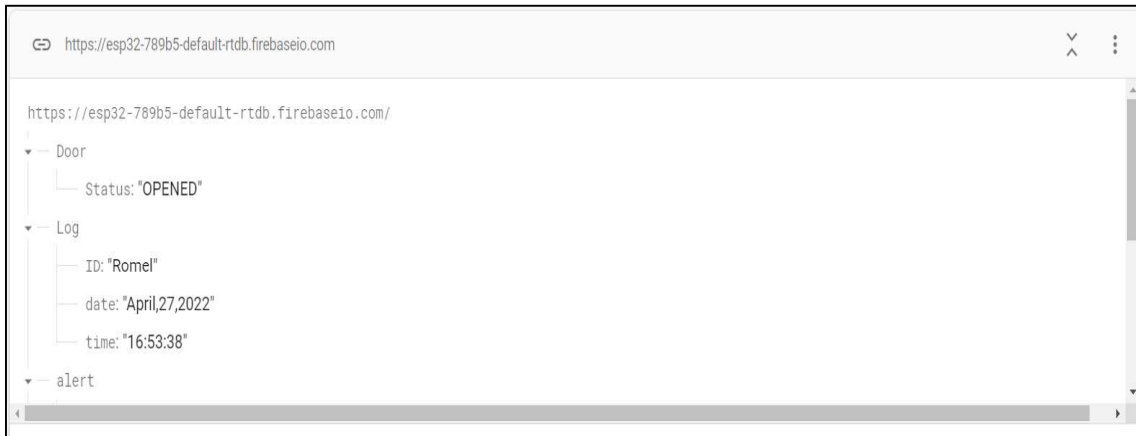 https://esp32-789b5-default-rtdb.firebaseio.com
https://esp32-789b5-default-rtdb.firebaseio.com/
Door
Status: "OPENED"
Log
ID: "Romel"
date: "April,27,2022"
time: "16:53:38"
alert